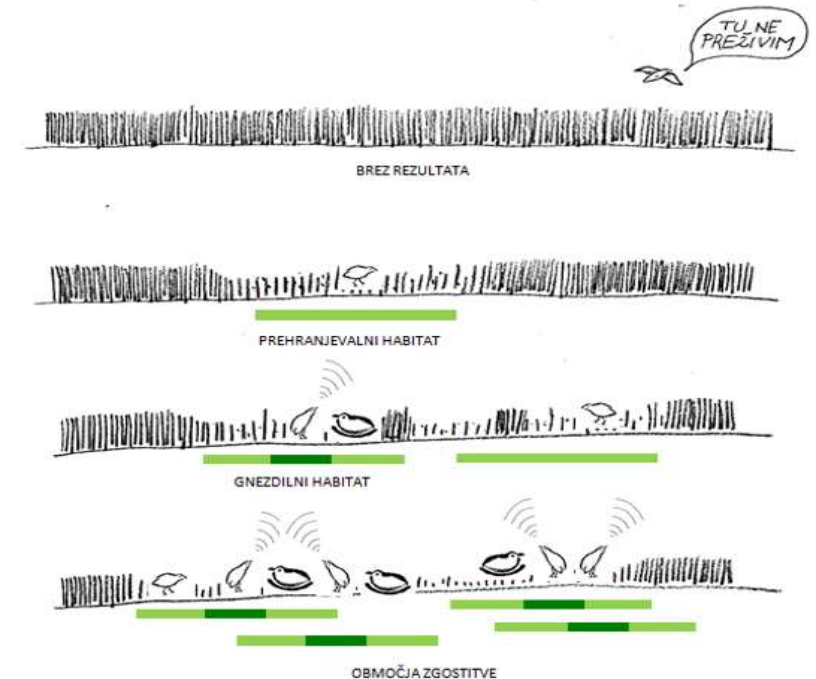 TU NE
PREŽIVIM
BREZ REZULTATA
PREHRANJEVALNI HABITAT
GNEZDILNI HABITAT
OBMOČJA ZGOSTITVE